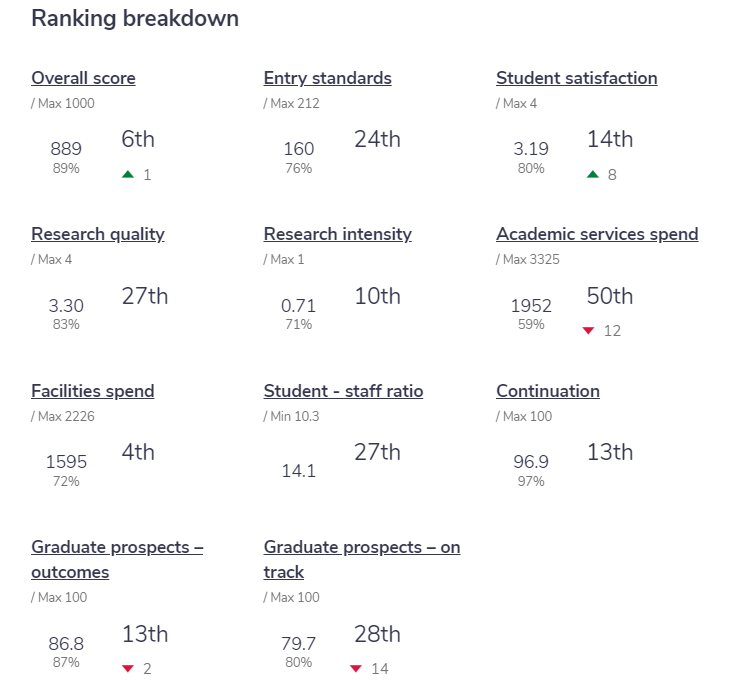 Ranking breakdown
Overall score
/ Max 1000
889
89%
6th
1
Entry standards
/ Max 212
160
76%
24th
Student satisfaction
/ Max 4
3.19
80%
14th
8
Research quality
/ Max 4
3.30
83%
27th
Research intensity
/ Max 1
0.71
71%
10th
Academic services spend
/ Max 3325
1952
59%
50th
12
Facilities spend
/ Max 2226
1595
72%
4th
Student - staff ratio
/ Min 10.3
14.1
27th
Continuation
/ Max 100
96.9
97%
13th
Graduate prospects –
outcomes
/ Max 100
86.8
87%
13th
2
Graduate prospects – on
track
/ Max 100
79.7
80%
28th
14